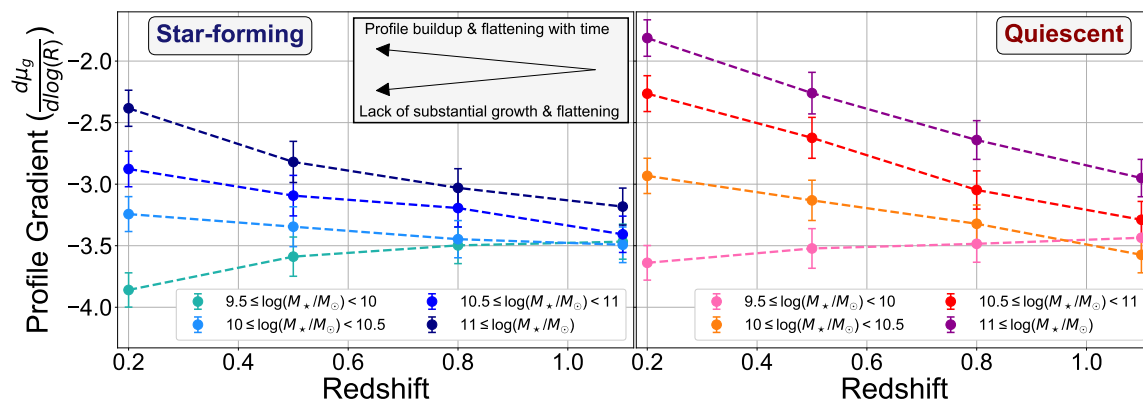 Star-forming
Profile buildup & flattening with time
Lack of substantial growth & flattening
Quiescent
Profile Gradient (dμ_g/dlog(R))
−2.0
−2.5
−3.0
−3.5
−4.0
9.5 ≤ log(M⋆/M⊙) < 10
10 ≤ log(M⋆/M⊙) < 10.5
10.5 ≤ log(M⋆/M⊙) < 11
11 ≤ log(M⋆/M⊙)
9.5 ≤ log(M⋆/M⊙) < 10
10 ≤ log(M⋆/M⊙) < 10.5
10.5 ≤ log(M⋆/M⊙) < 11
11 ≤ log(M⋆/M⊙)
0.2 0.4 0.6 0.8 1.0
0.2 0.4 0.6 0.8 1.0
Redshift
Redshift